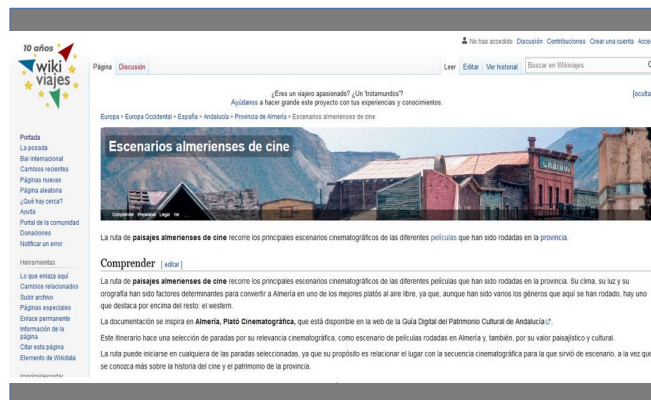 10 años
wiki
viajes
No has accedido Discusión Contribuciones Crear una cuenta Acce
Página Discusión
Leer Editar Ver historial Buscar en Wikiviajes
¿Eres un viajero apasionado? ¿Un 'trotamundos'?
Ayúdanos a hacer grande este proyecto con tus experiencias y conocimientos.
[oculta
Europa > Europa Occidental > España > Andalucía > Provincia de Almería > Escenarios almerienses de cine
Escenarios almerienses de cine
Comprender Preparación Llegar Ver
Portada
La posada
Bar internacional
Cambios recientes
Páginas nuevas
Página aleatoria
¿Qué hay cerca?
Ayuda
Portal de la comunidad
Donaciones
Notificar un error
Herramientas
Lo que enlaza aquí
Cambios relacionados
Subir archivo
Páginas especiales
Enlace permanente
Información de la
página
Citar esta página
Elemento de Wikidata
Imprimir/exportar
La ruta de paisajes almerienses de cine recorre los principales escenarios cinematográficos de las diferentes películas que han sido rodadas en la provincia.
Comprender [ editar ]
La ruta de paisajes almerienses de cine recorre los principales escenarios cinematográficos de las diferentes películas que han sido rodadas en la provincia. Su clima, su luz y su
orografía han sido factores determinantes para convertir a Almería en uno de los mejores platós al aire libre, ya que, aunque han sido varios los géneros que aquí se han rodado, hay uno
que destaca por encima del resto: el western.
La documentación se inspira en Almería, Plató Cinematográfica, que está disponible en la web de la Guía Digital del Patrimonio Cultural de Andalucía.
Este itinerario hace una selección de paradas por su relevancia cinematográfica, como escenario de películas rodadas en Almería y, también, por su valor paisajístico y cultural.
La ruta puede iniciarse en cualquiera de las paradas seleccionadas, ya que su propósito es relacionar el lugar con la secuencia cinematográfica para la que sirvió de escenario, a la vez que
se conozca más sobre la historia del cine y el patrimonio de la provincia.